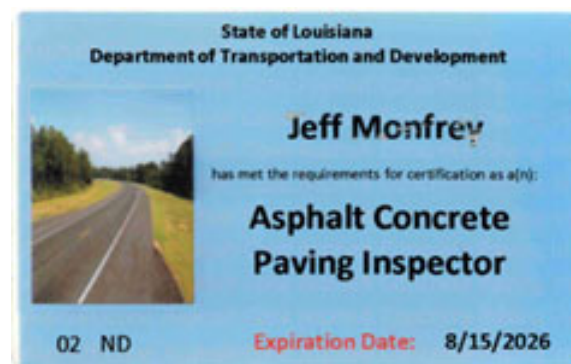 State of Louisiana
Department of Transportation and Development
Jeff Monfrey
has met the requirements for certification as a(n):
Asphalt Concrete
Paving Inspector
02 ND
Expiration Date: 8/15/2026